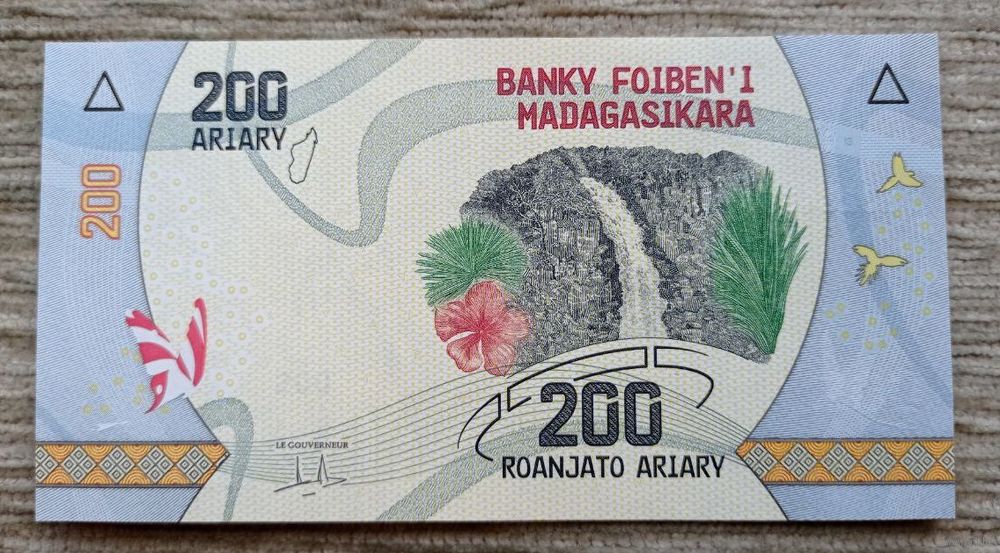 200
ARIARY
BANKY FOIBEN'I
MADAGASIKARA
200
LE GOUVERNEUR
200
ROANJATO ARIARY